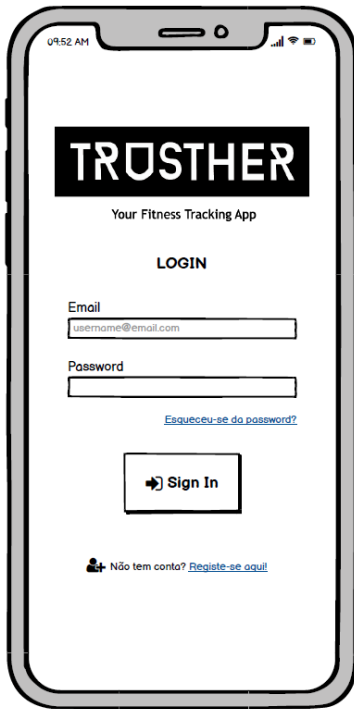 09:52 AM
TRUSTHER
Your Fitness Tracking App
LOGIN
Email
username@email.com
Password
Esqueceu-se da password?
Sign In
Não tem conta? Registe-se aqui!